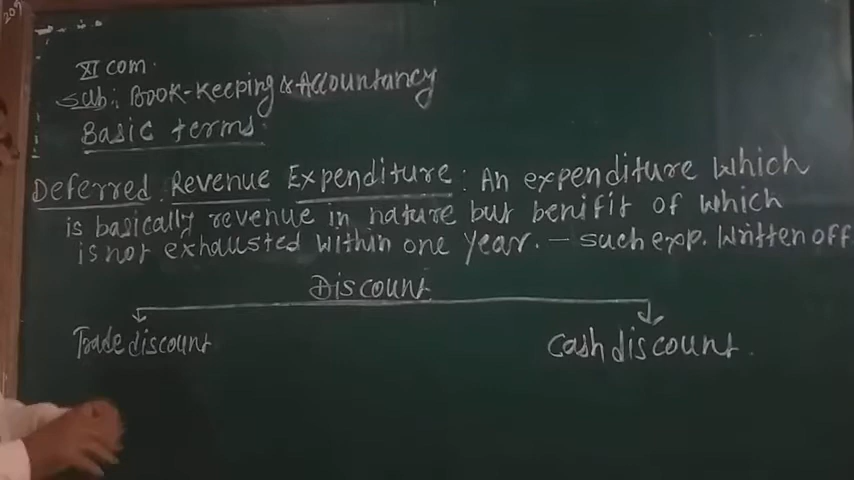 XI com.
Sub: Book-Keeping & Accountancy
Basic terms.
Deferred Revenue Expenditure: An expenditure which
is basically revenue in nature but benifit of which
is not exhausted within one year. — such exp. Written off
Discount
Trade discount
Cash discount.